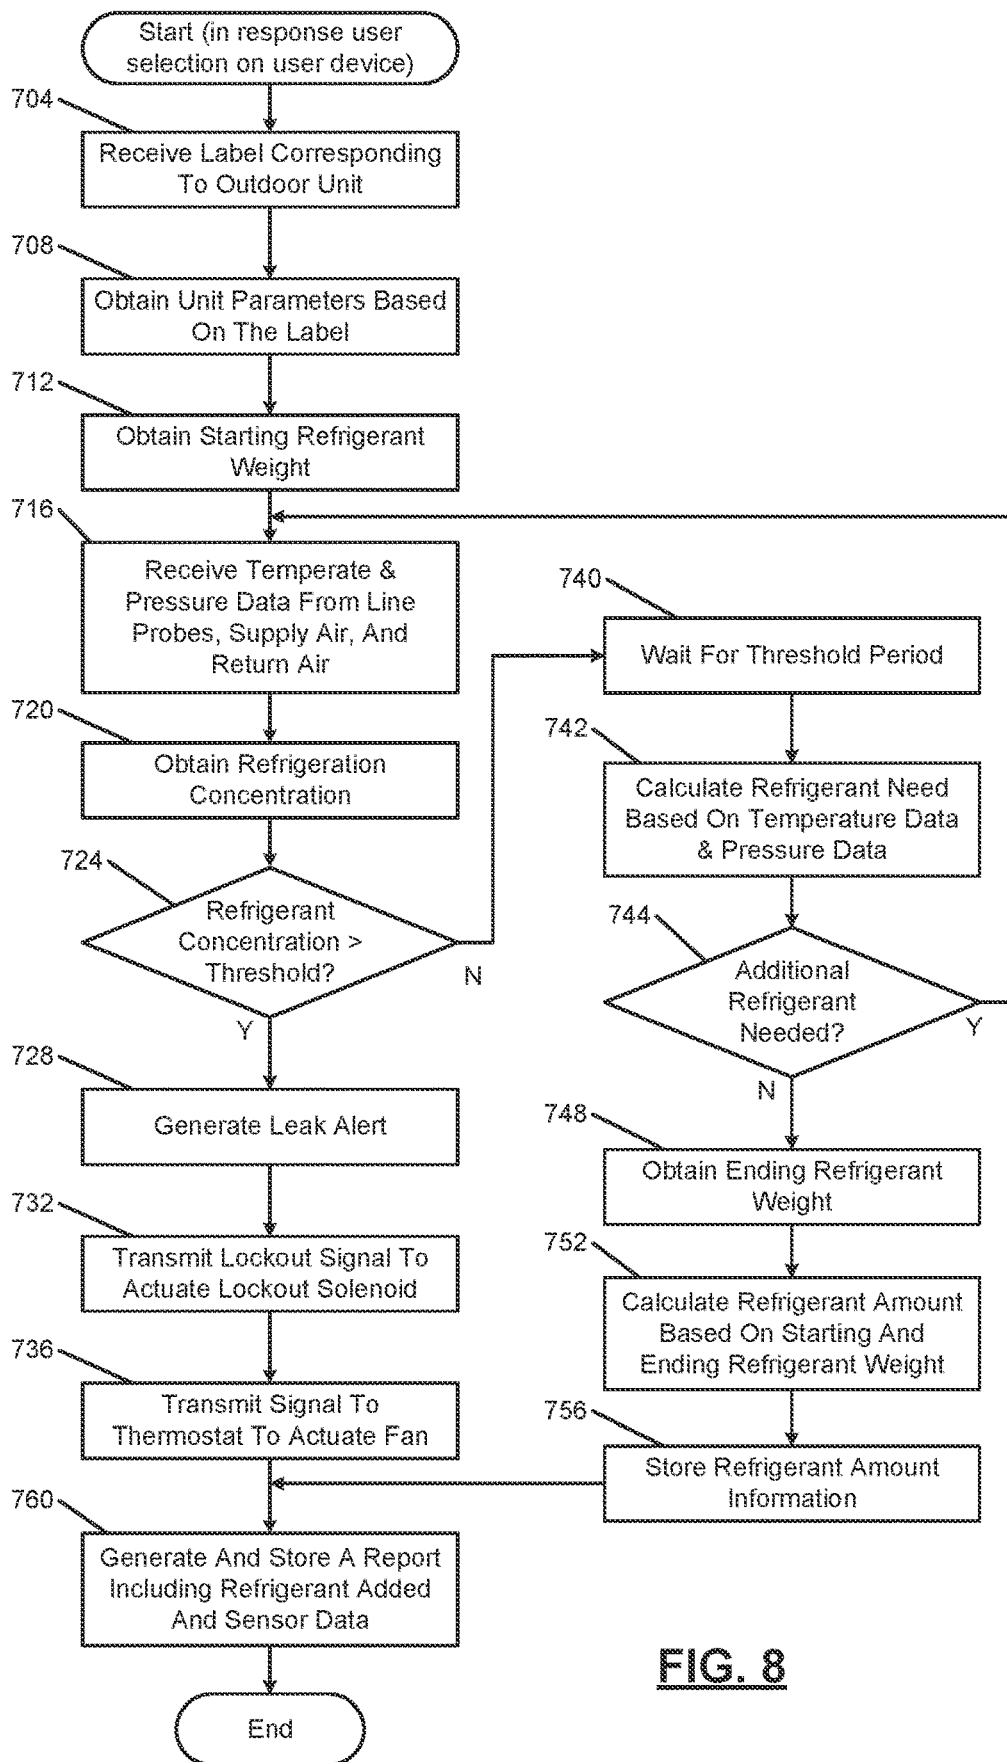 Start (in response user
selection on user device)
704
Receive Label Corresponding
To Outdoor Unit
708
Obtain Unit Parameters Based
On The Label
712
Obtain Starting Refrigerant
Weight
716
Receive Temperate &
Pressure Data From Line
Probes, Supply Air, And
Return Air
720
Obtain Refrigeration
Concentration
724
Refrigerant
Concentration >
Threshold?
N
Y
728
Generate Leak Alert
732
Transmit Lockout Signal To
Actuate Lockout Solenoid
736
Transmit Signal To
Thermostat To Actuate Fan
740
Wait For Threshold Period
742
Calculate Refrigerant Need
Based On Temperature Data
& Pressure Data
744
Additional
Refrigerant
Needed?
Y
N
748
Obtain Ending Refrigerant
Weight
752
Calculate Refrigerant Amount
Based On Starting And
Ending Refrigerant Weight
756
Store Refrigerant Amount
Information
760
Generate And Store A Report
Including Refrigerant Added
And Sensor Data
End
FIG. 8